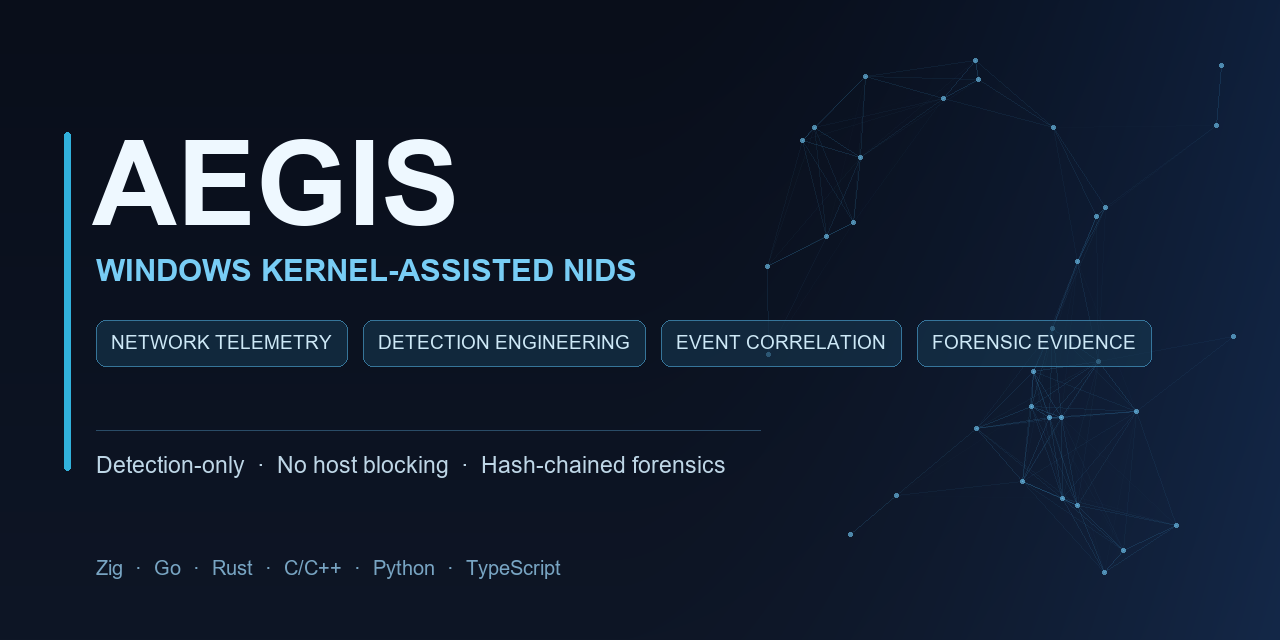 AEGIS
WINDOWS KERNEL-ASSISTED NIDS
NETWORK TELEMETRY DETECTION ENGINEERING EVENT CORRELATION FORENSIC EVIDENCE
Detection-only · No host blocking · Hash-chained forensics
Zig · Go · Rust · C/C++ · Python · TypeScript